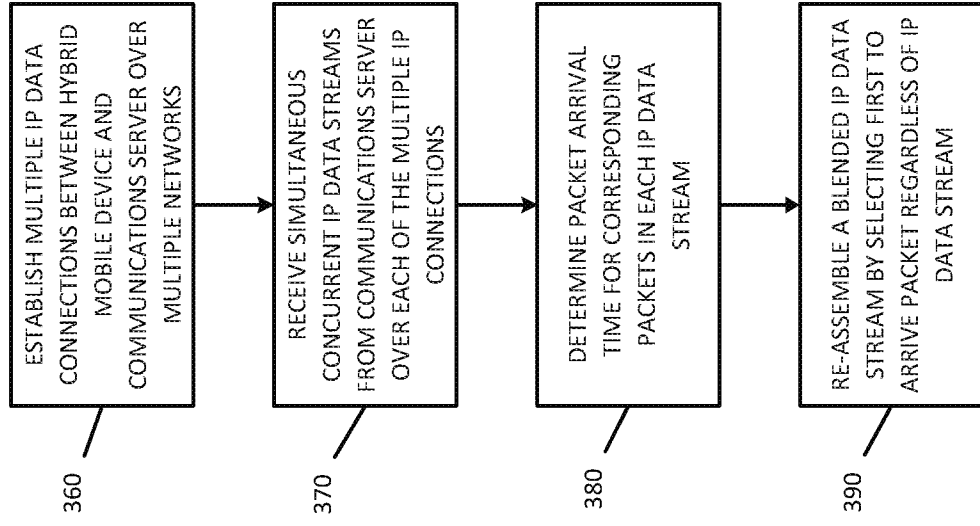 360
ESTABLISH MULTIPLE IP DATA
CONNECTIONS BETWEEN HYBRID
MOBILE DEVICE AND
COMMUNICATIONS SERVER OVER
MULTIPLE NETWORKS
370
RECEIVE SIMULTANEOUS
CONCURRENT IP DATA STREAMS
FROM COMMUNICATIONS SERVER
OVER EACH OF THE MULTIPLE IP
CONNECTIONS
380
DETERMINE PACKET ARRIVAL
TIME FOR CORRESPONDING
PACKETS IN EACH IP DATA
STREAM
390
RE-ASSEMBLE A BLENDED IP DATA
STREAM BY SELECTING FIRST TO
ARRIVE PACKET REGARDLESS OF IP
DATA STREAM